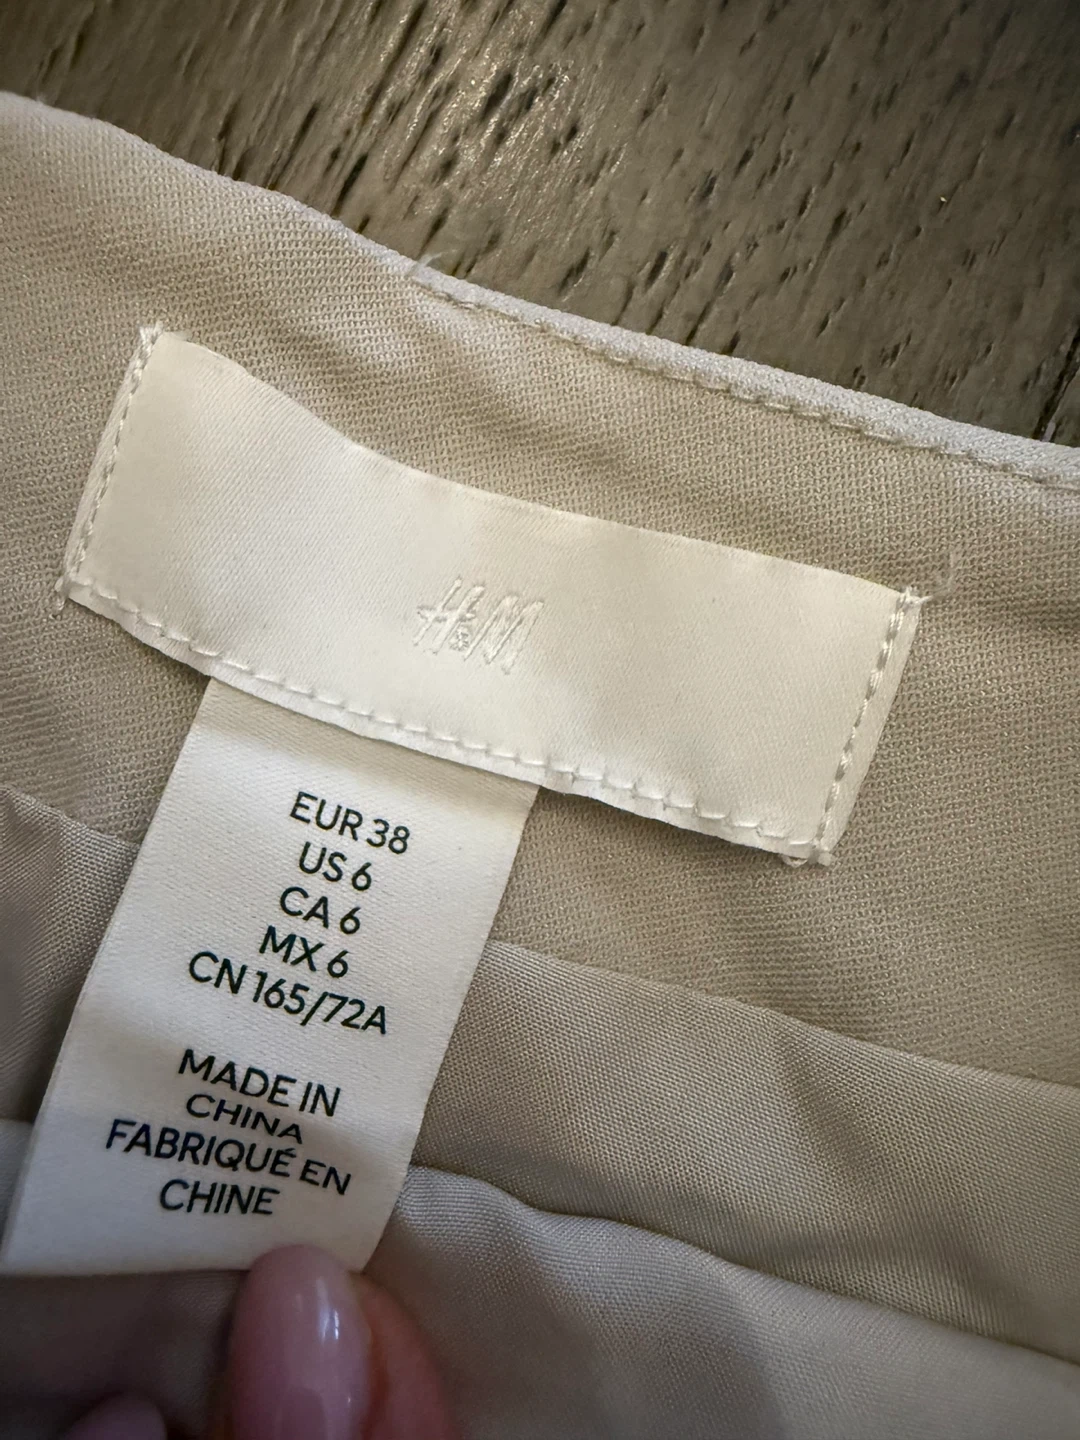 H&M
EUR 38
US 6
CA 6
MX 6
CN 165/72A
MADE IN
CHINA
FABRIQUÉ EN
CHINE